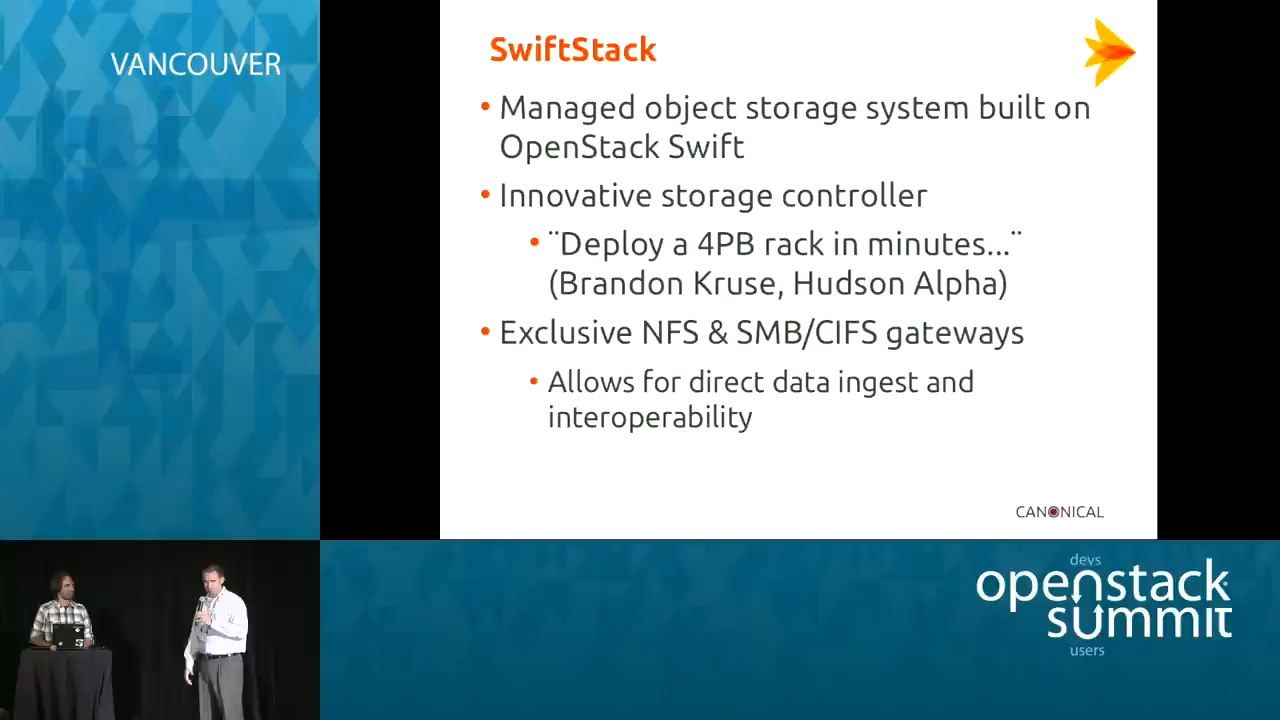 VANCOUVER
SwiftStack
• Managed object storage system built on
OpenStack Swift
• Innovative storage controller
• ¨Deploy a 4PB rack in minutes...¨
(Brandon Kruse, Hudson Alpha)
• Exclusive NFS & SMB/CIFS gateways
• Allows for direct data ingest and
interoperability
CANONICAL
devs
openstack
summit
users